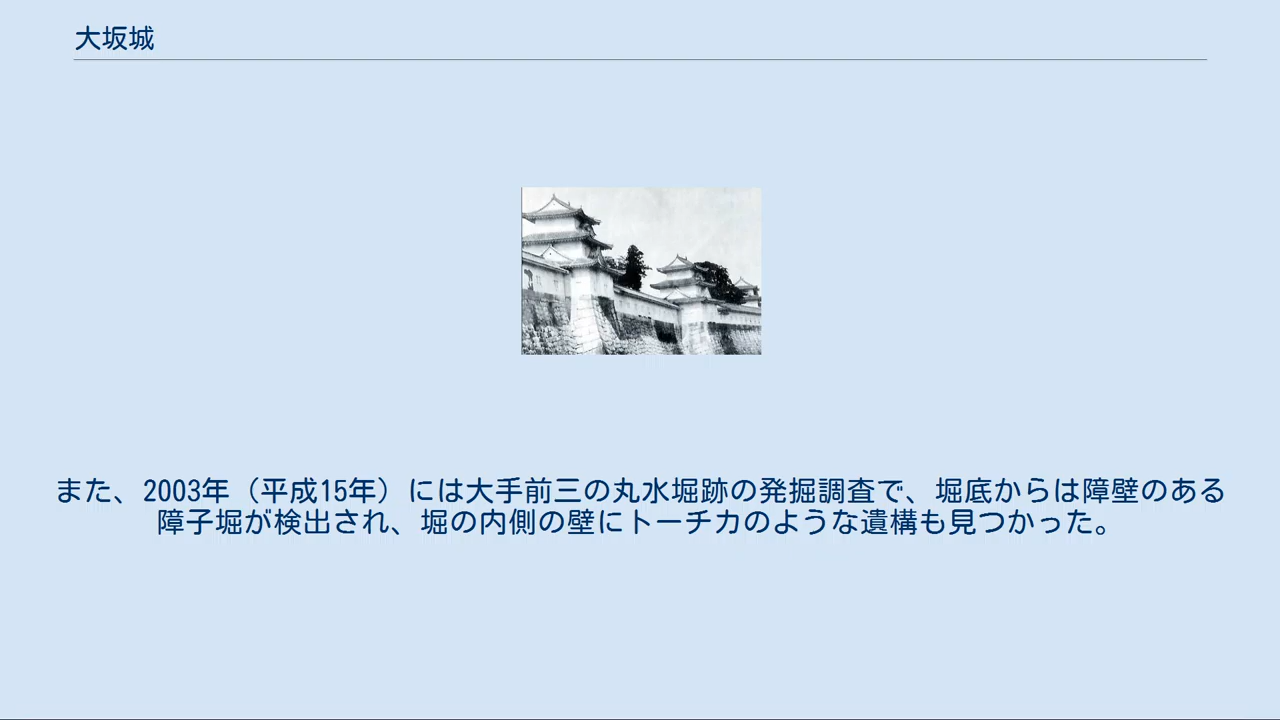 大坂城
また、2003年（平成15年）には大手前三の丸水堀跡の発掘調査で、堀底からは障壁のある
障子堀が検出され、堀の内側の壁にトーチカのような遺構も見つかった。